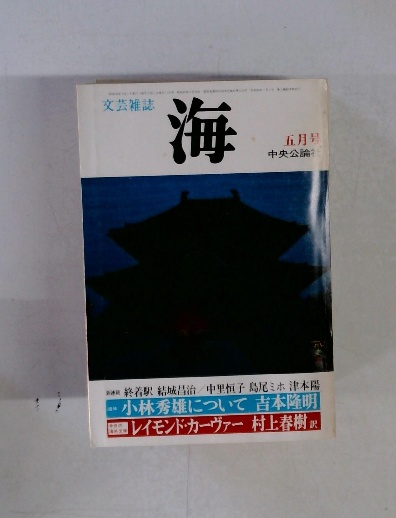 文芸雑誌
海
五月号
中央公論社
新連載 終着駅 結城昌治/中里恒子 島尾ミホ 津本陽
小林秀雄について 吉本隆明
レイモンド・カーヴァー 村上春樹 訳